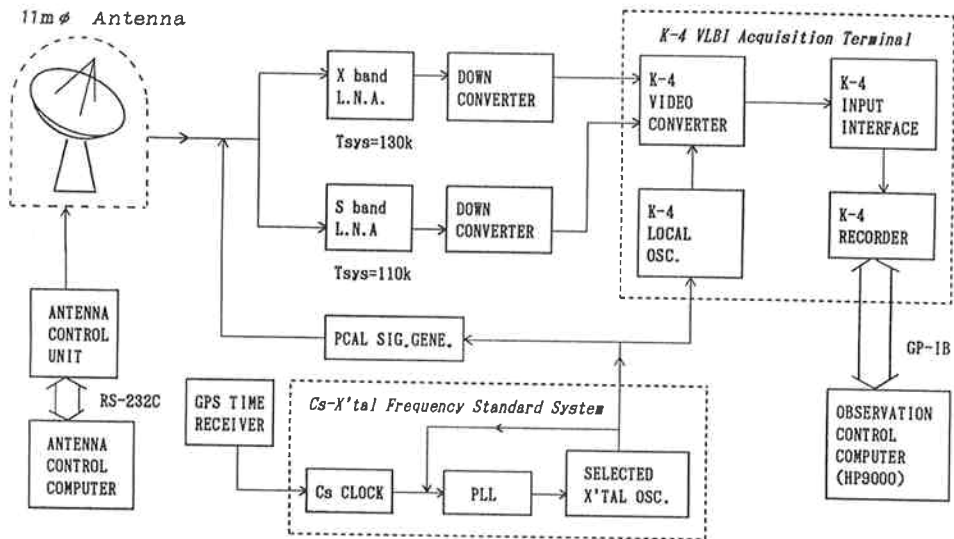 11mφ Antenna
K-4 VLBI Acquisition Terminal
X band
L.N.A.
Tsys=130k
DOWN
CONVERTER
K-4
VIDEO
CONVERTER
K-4
INPUT
INTERFACE
S band
L.N.A
Tsys=110k
DOWN
CONVERTER
K-4
LOCAL
OSC.
K-4
RECORDER
ANTENNA
CONTROL
UNIT
PCAL SIG.GENE.
GP-IB
RS-232C
GPS TIME
RECEIVER
Cs-X'tal Frequency Standard System
ANTENNA
CONTROL
COMPUTER
Cs CLOCK
PLL
SELECTED
X'TAL OSC.
OBSERVATION
CONTROL
COMPUTER
(HP9000)